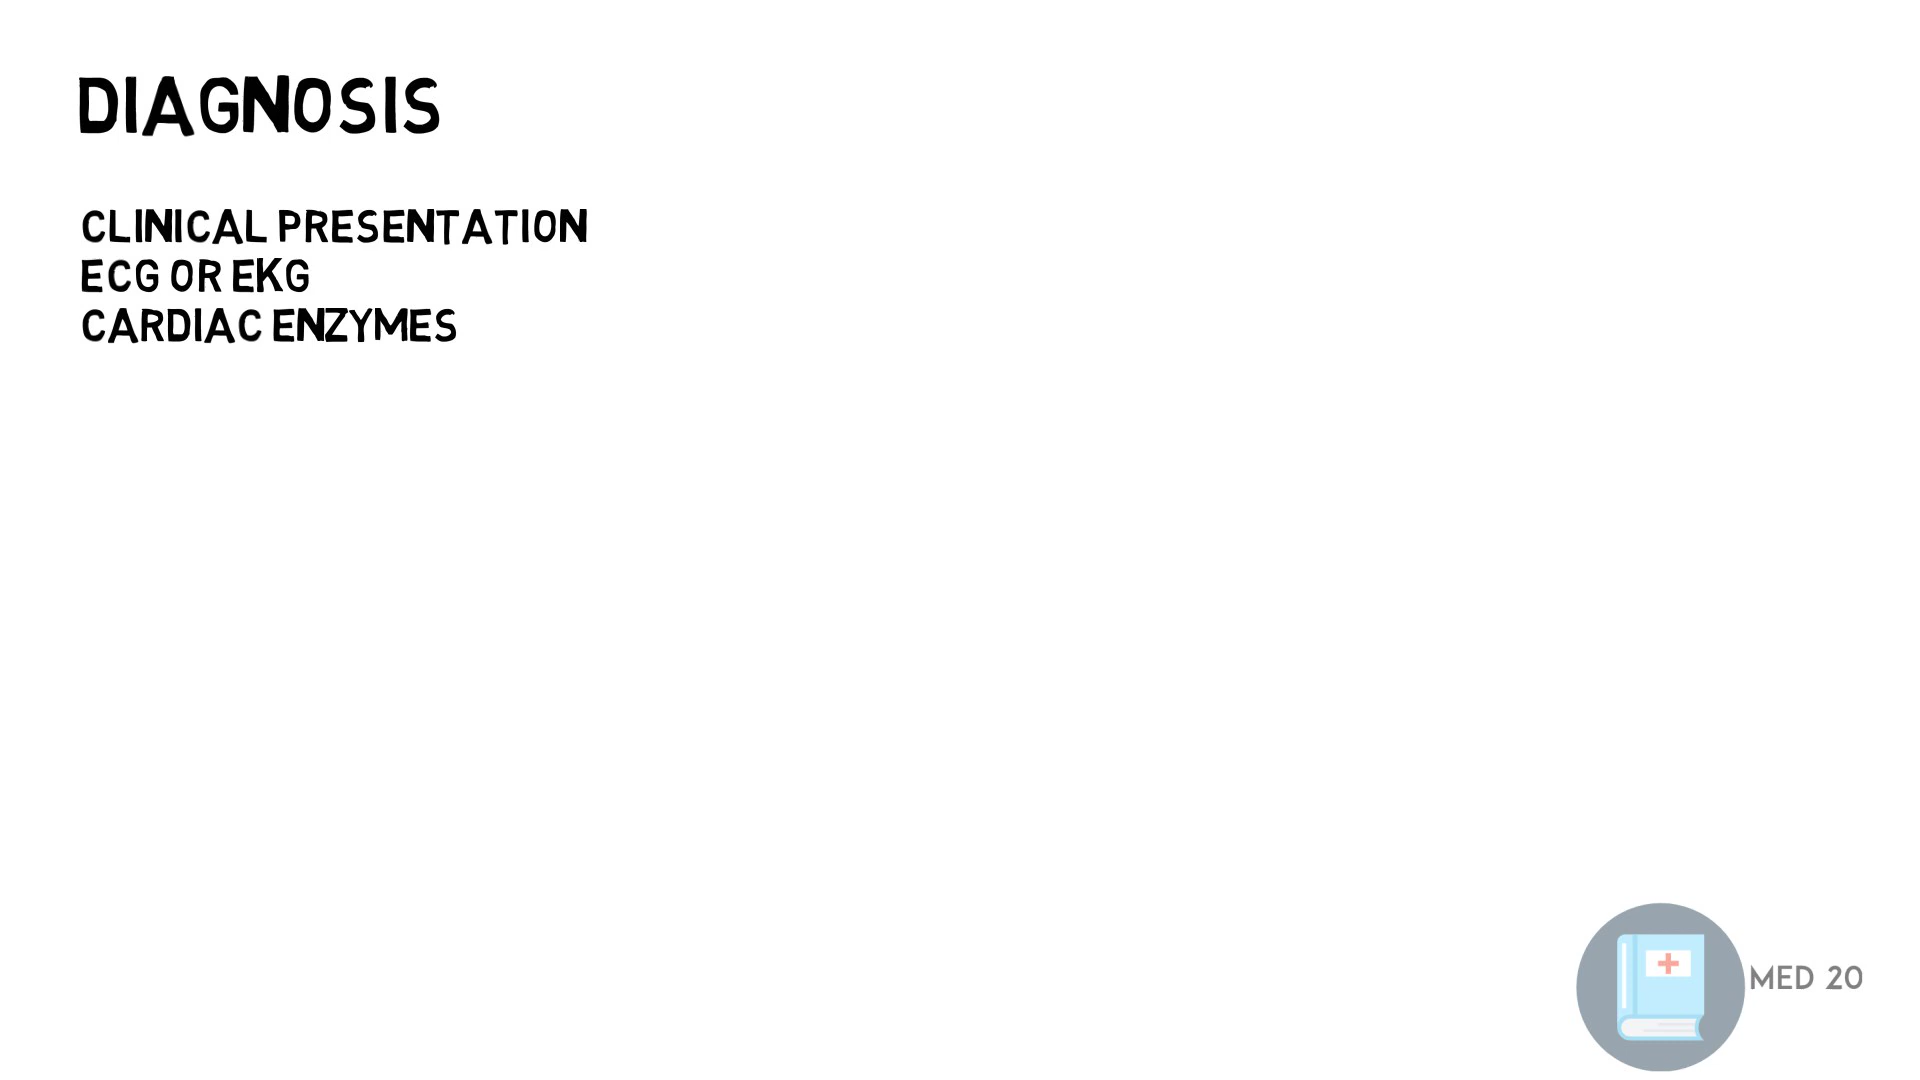 DIAGNOSIS
CLINICAL PRESENTATION
ECG OR EKG
CARDIAC ENZYMES
MED 20